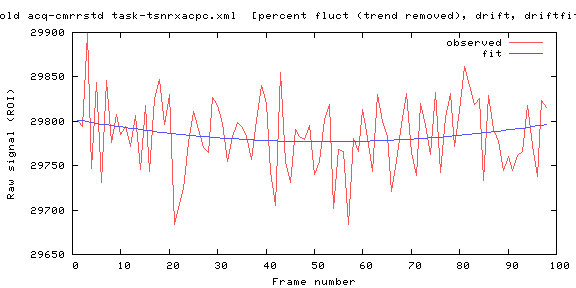 old acq-cmrrstd task-tsnrxacpc.xml [percent fluct (trend removed), drift, driftfi
29900
observed
fit
29850
29800
29750
29700
29650
Raw signal (ROI)
0 10 20 30 40 50 60 70 80 90 100
Frame number